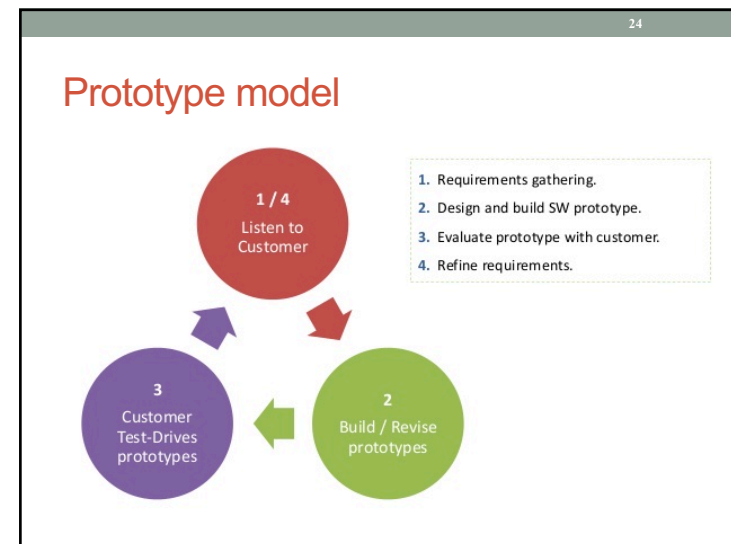 24
Prototype model
1 / 4
Listen to
Customer
1. Requirements gathering.
2. Design and build SW prototype.
3. Evaluate prototype with customer.
4. Refine requirements.
3
Customer
Test-Drives
prototypes
2
Build / Revise
prototypes